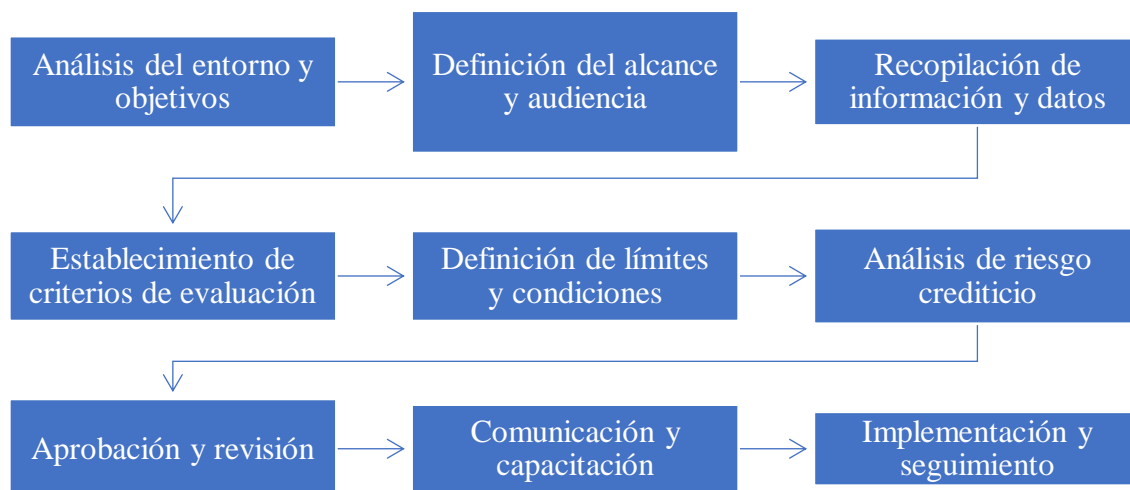 Análisis del entorno y
objetivos
Definición del alcance
y audiencia
Recopilación de
información y datos
Establecimiento de
criterios de evaluación
Definición de límites
y condiciones
Análisis de riesgo
crediticio
Aprobación y revisión
Comunicación y
capacitación
Implementación y
seguimiento